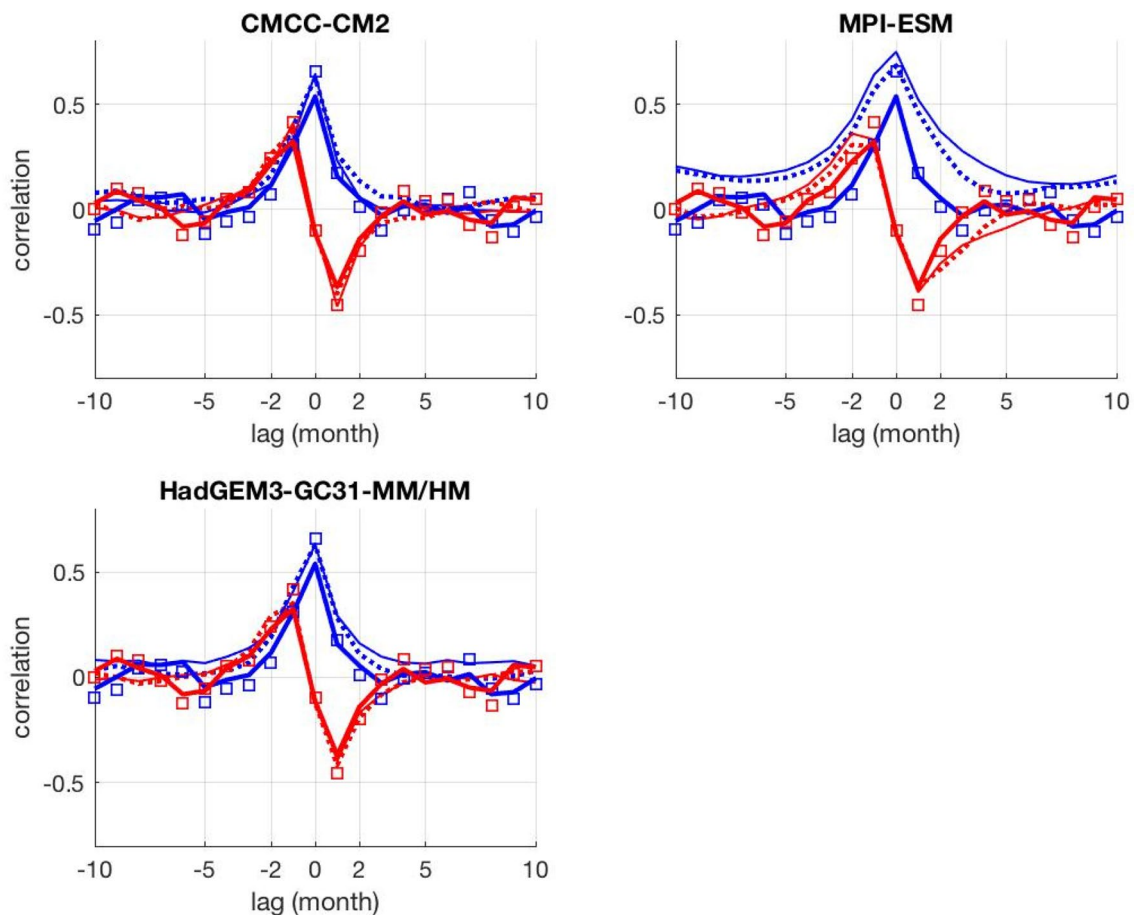 CMCC-CM2
MPI-ESM
0.5
0
-0.5
correlation
-10 -5 -2 0 2 5 10
lag (month)
0.5
0
-0.5
correlation
-10 -5 -2 0 2 5 10
lag (month)
HadGEM3-GC31-MM/HM
0.5
0
-0.5
correlation
-10 -5 -2 0 2 5 10
lag (month)